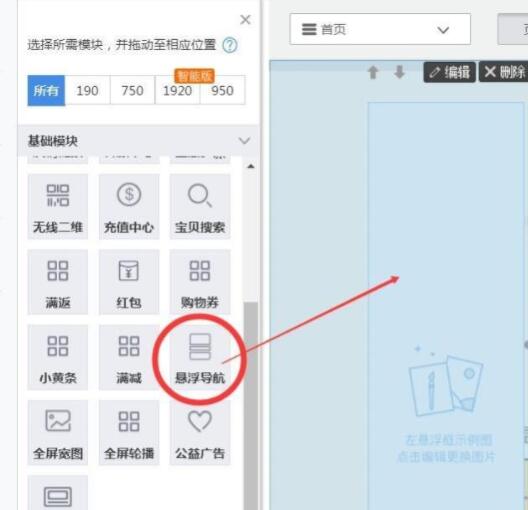 选择所需模块，并拖动至相应位置 ?
智能版
所有 190 750 1920 950
基础模块
无线二维 充值中心 宝贝搜索
满返 红包 购物券
小黄条 满减 悬浮导航
全屏宽图 全屏轮播 公益广告
首页
编辑 删除
左悬浮框示例图
点击编辑更换图片